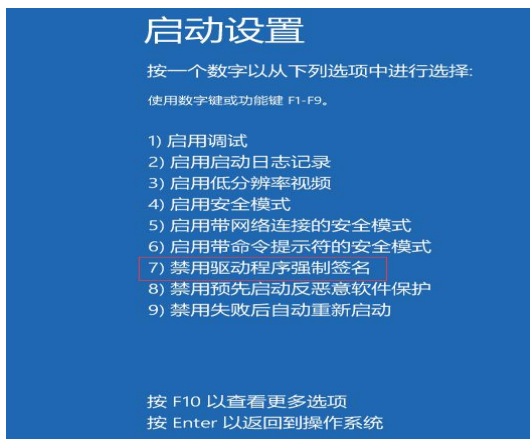 启动设置
按一个数字以从下列选项中进行选择:
使用数字键或功能键 F1-F9。
1) 启用调试
2) 启用启动日志记录
3) 启用低分辨率视频
4) 启用安全模式
5) 启用带网络连接的安全模式
6) 启用带命令提示符的安全模式
7) 禁用驱动程序强制签名
8) 禁用预先启动反恶意软件保护
9) 禁用失败后自动重新启动
按 F10 以查看更多选项
按 Enter 以返回到操作系统